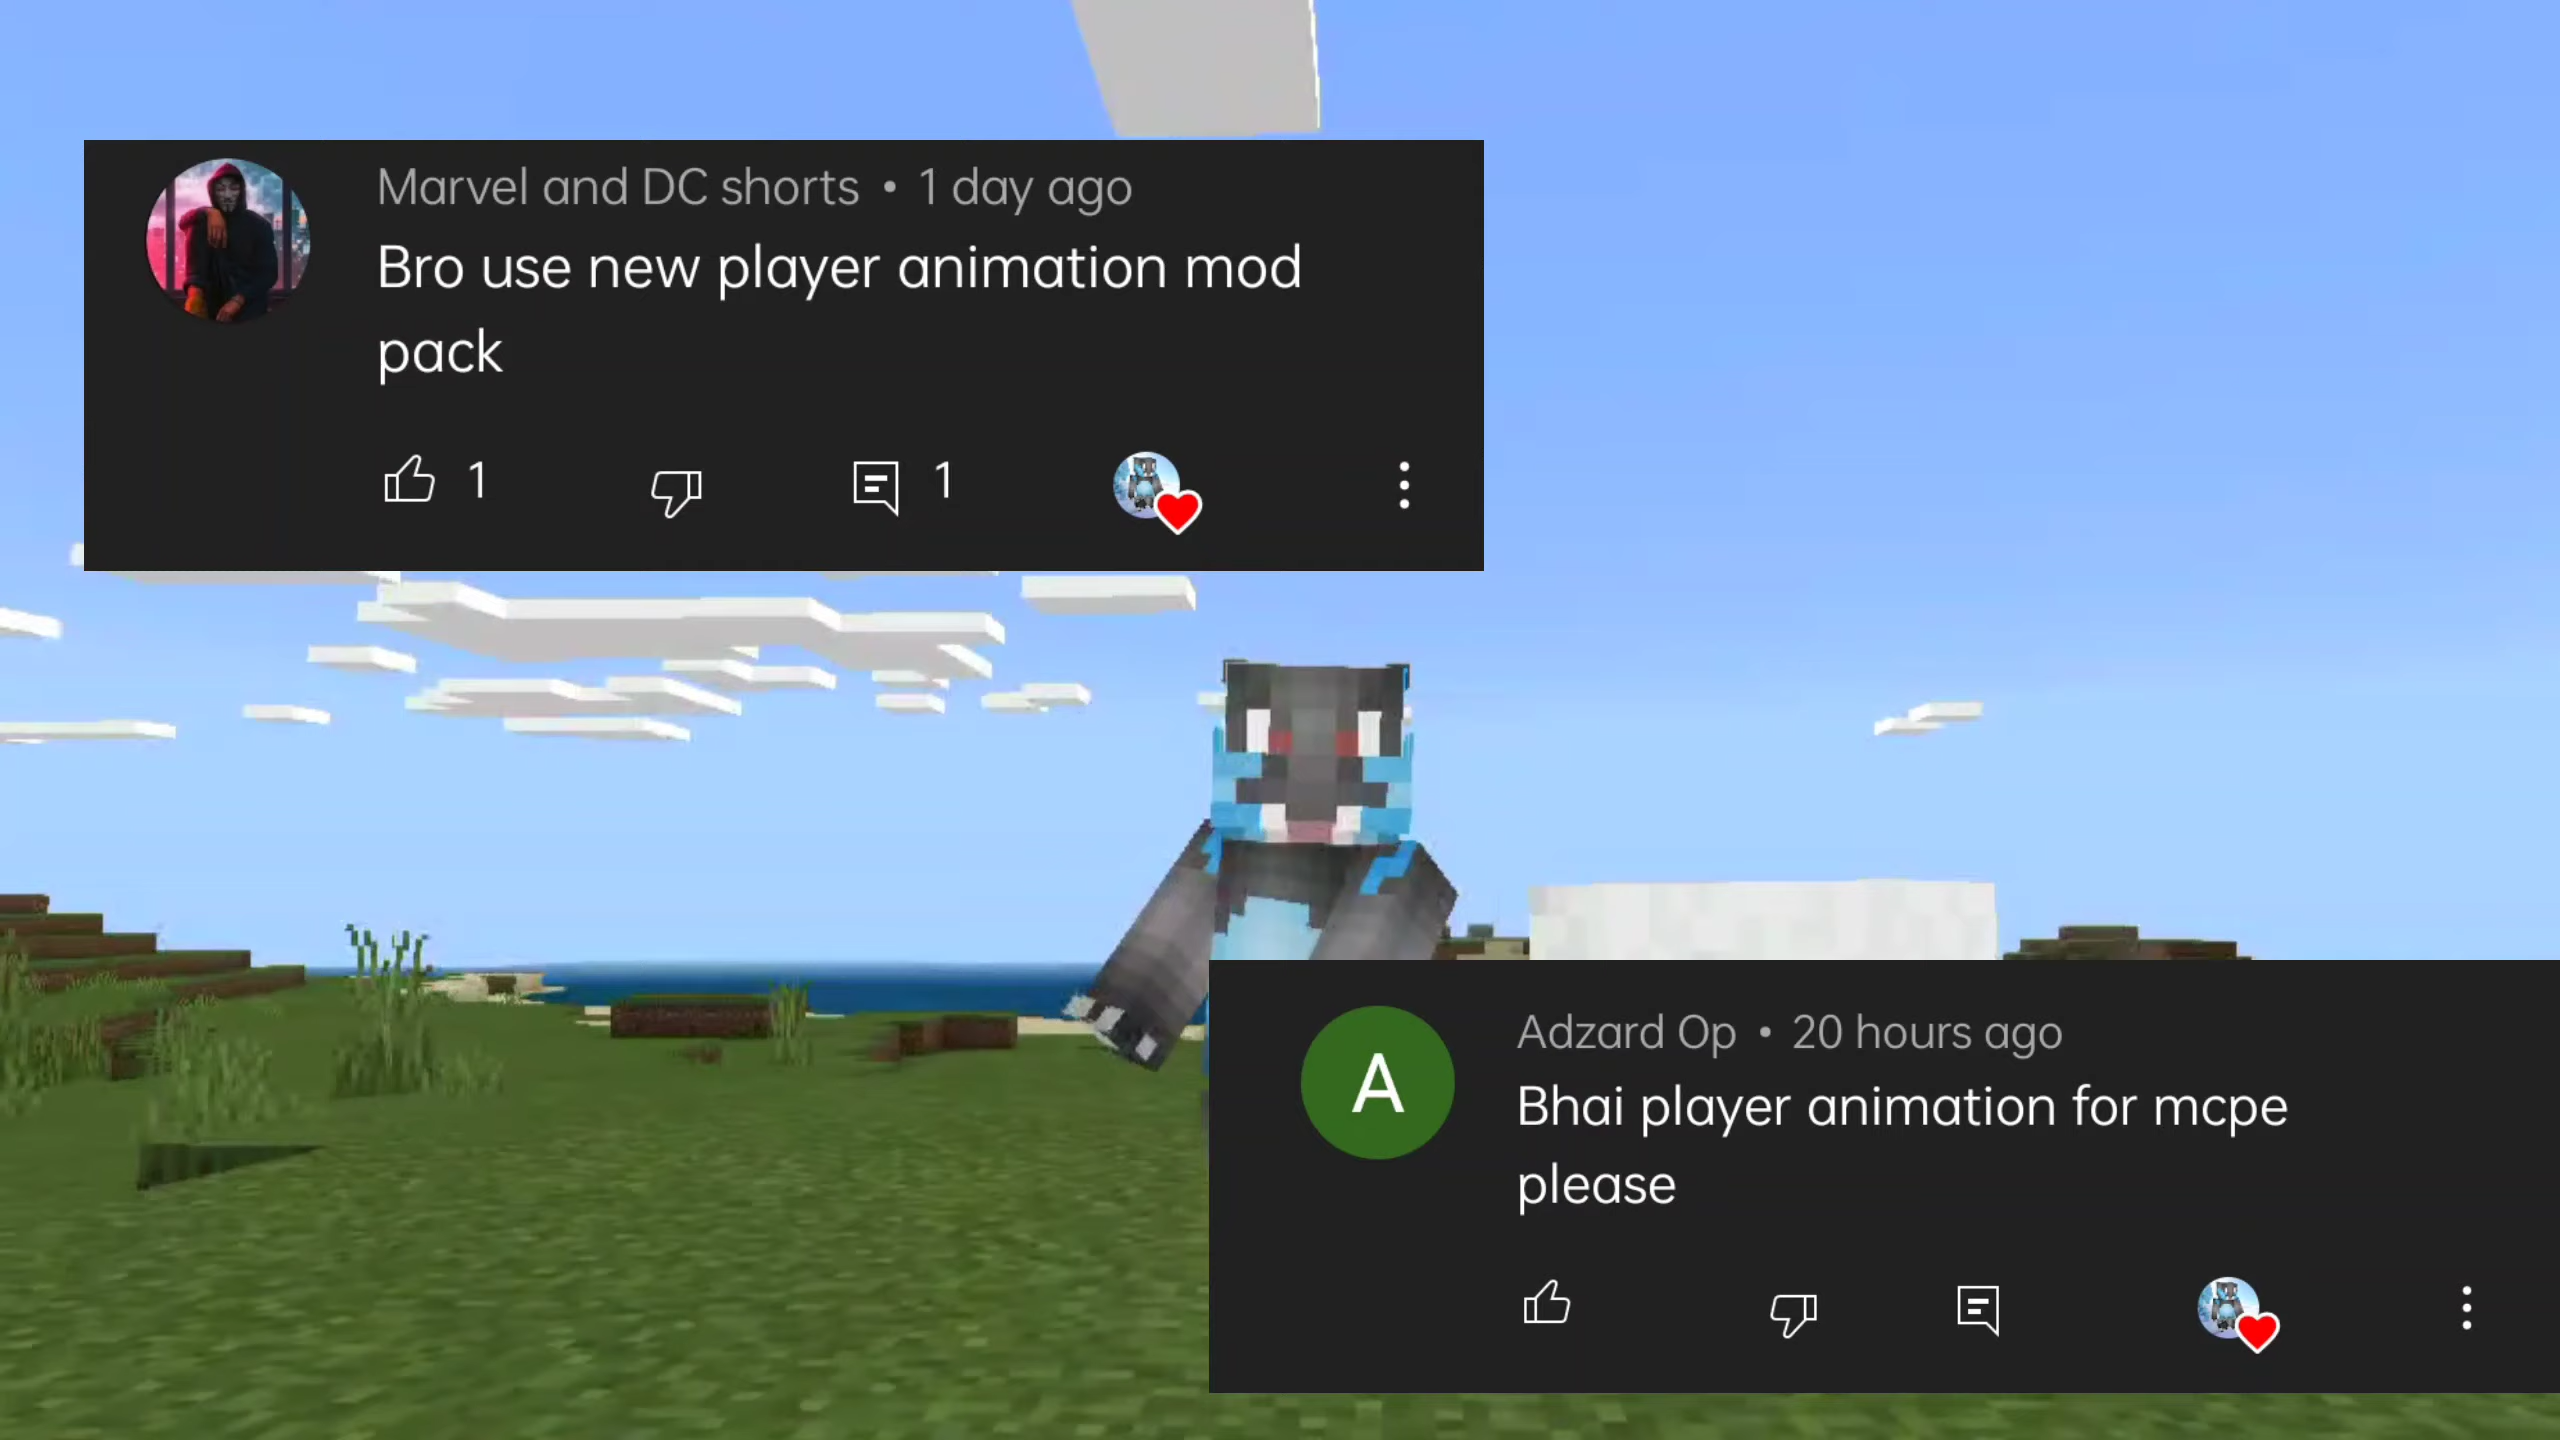 Marvel and DC shorts • 1 day ago
Bro use new player animation mod
pack
1 1
A
Adzard Op • 20 hours ago
Bhai player animation for mcpe
please